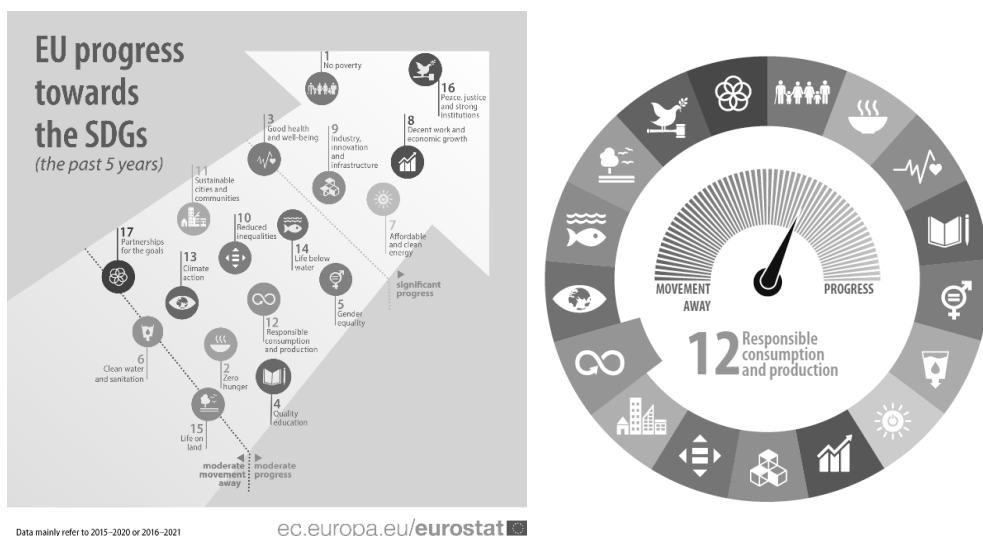 EU progress
towards
the SDGs
(the past 5 years)
1
No poverty
16
Peace, justice
and strong
institutions
3
Good health
and well-being
9
Industry,
innovation
and
infrastructure
8
Decent work and
economic growth
11
Sustainable
cities and
communities
7
Affordable
and clean
energy
10
Reduced
inequalities
14
Life below
water
17
Partnerships
for the goals
13
Climate
action
significant
progress
5
Gender
equality
12
Responsible
consumption
and production
6
Clean water
and sanitation
2
Zero
hunger
4
Quality
education
15
Life on
land
moderate
movement
away
moderate
progress
Data mainly refer to 2015–2020 or 2016–2021
ec.europa.eu/eurostat
MOVEMENT
AWAY
PROGRESS
12 Responsible
consumption
and production